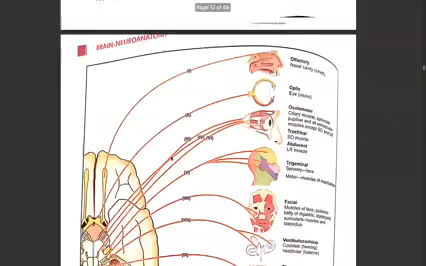 Page 12 of 65
BRAIN-NEUROANATOMY
Olfactory
Nasal cavity (smell)
(I)
Optic
Eye (vision)
(II)
Oculomotor
Ciliary muscle, sphincter
pupillae and all extraocular
muscles except SO and LR
(III) (IV) (VI)
Trochlear
SO muscle
Abducent
LR muscle
(V)
Trigeminal
Sensory—face
Motor—muscles of mastication
(VII)
Facial
Muscles of face, posterior
belly of digastric, stylohyoid,
auricularis muscles and
stapedius
(VIII)
Vestibulocochlear
Cochlear (hearing)
Vestibular (balance)
(IX)